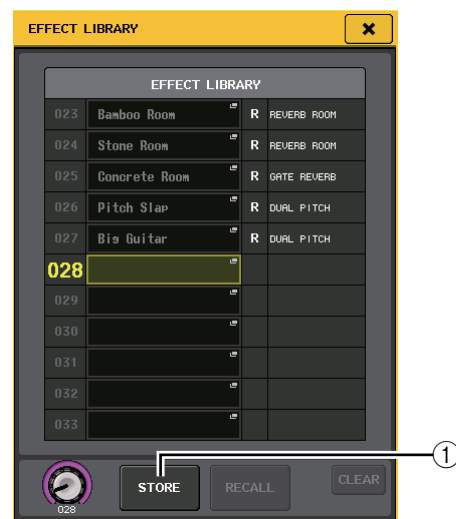 EFFECT LIBRARY
EFFECT LIBRARY
023 Bamboo Room R REVERB ROOM
024 Stone Room R REVERB ROOM
025 Concrete Room R GATE REVERB
026 Pitch Slap R DUAL PITCH
027 Big Guitar R DUAL PITCH
028
029
030
031
032
033
1
STORE RECALL CLEAR
028